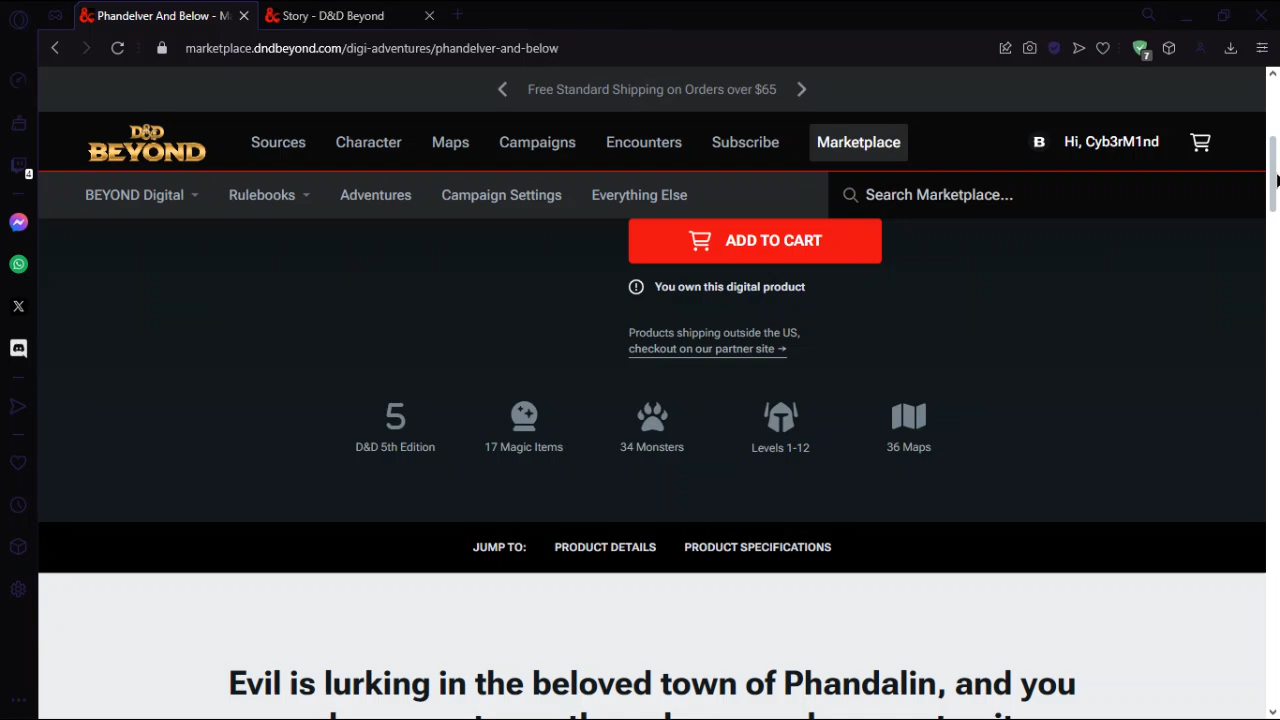 Phandelver And Below - M
Story - D&D Beyond
marketplace.dndbeyond.com/digi-adventures/phandelver-and-below
7
Free Standard Shipping on Orders over $65
D&D
BEYOND
Sources
Character
Maps
Campaigns
Encounters
Subscribe
Marketplace
B
Hi, Cyb3rM1nd
4
BEYOND Digital
Rulebooks
Adventures
Campaign Settings
Everything Else
Search Marketplace...
ADD TO CART
You own this digital product
Products shipping outside the US,
checkout on our partner site →
5
D&D 5th Edition
17 Magic Items
34 Monsters
Levels 1-12
36 Maps
JUMP TO:
PRODUCT DETAILS
PRODUCT SPECIFICATIONS
Evil is lurking in the beloved town of Phandalin, and you